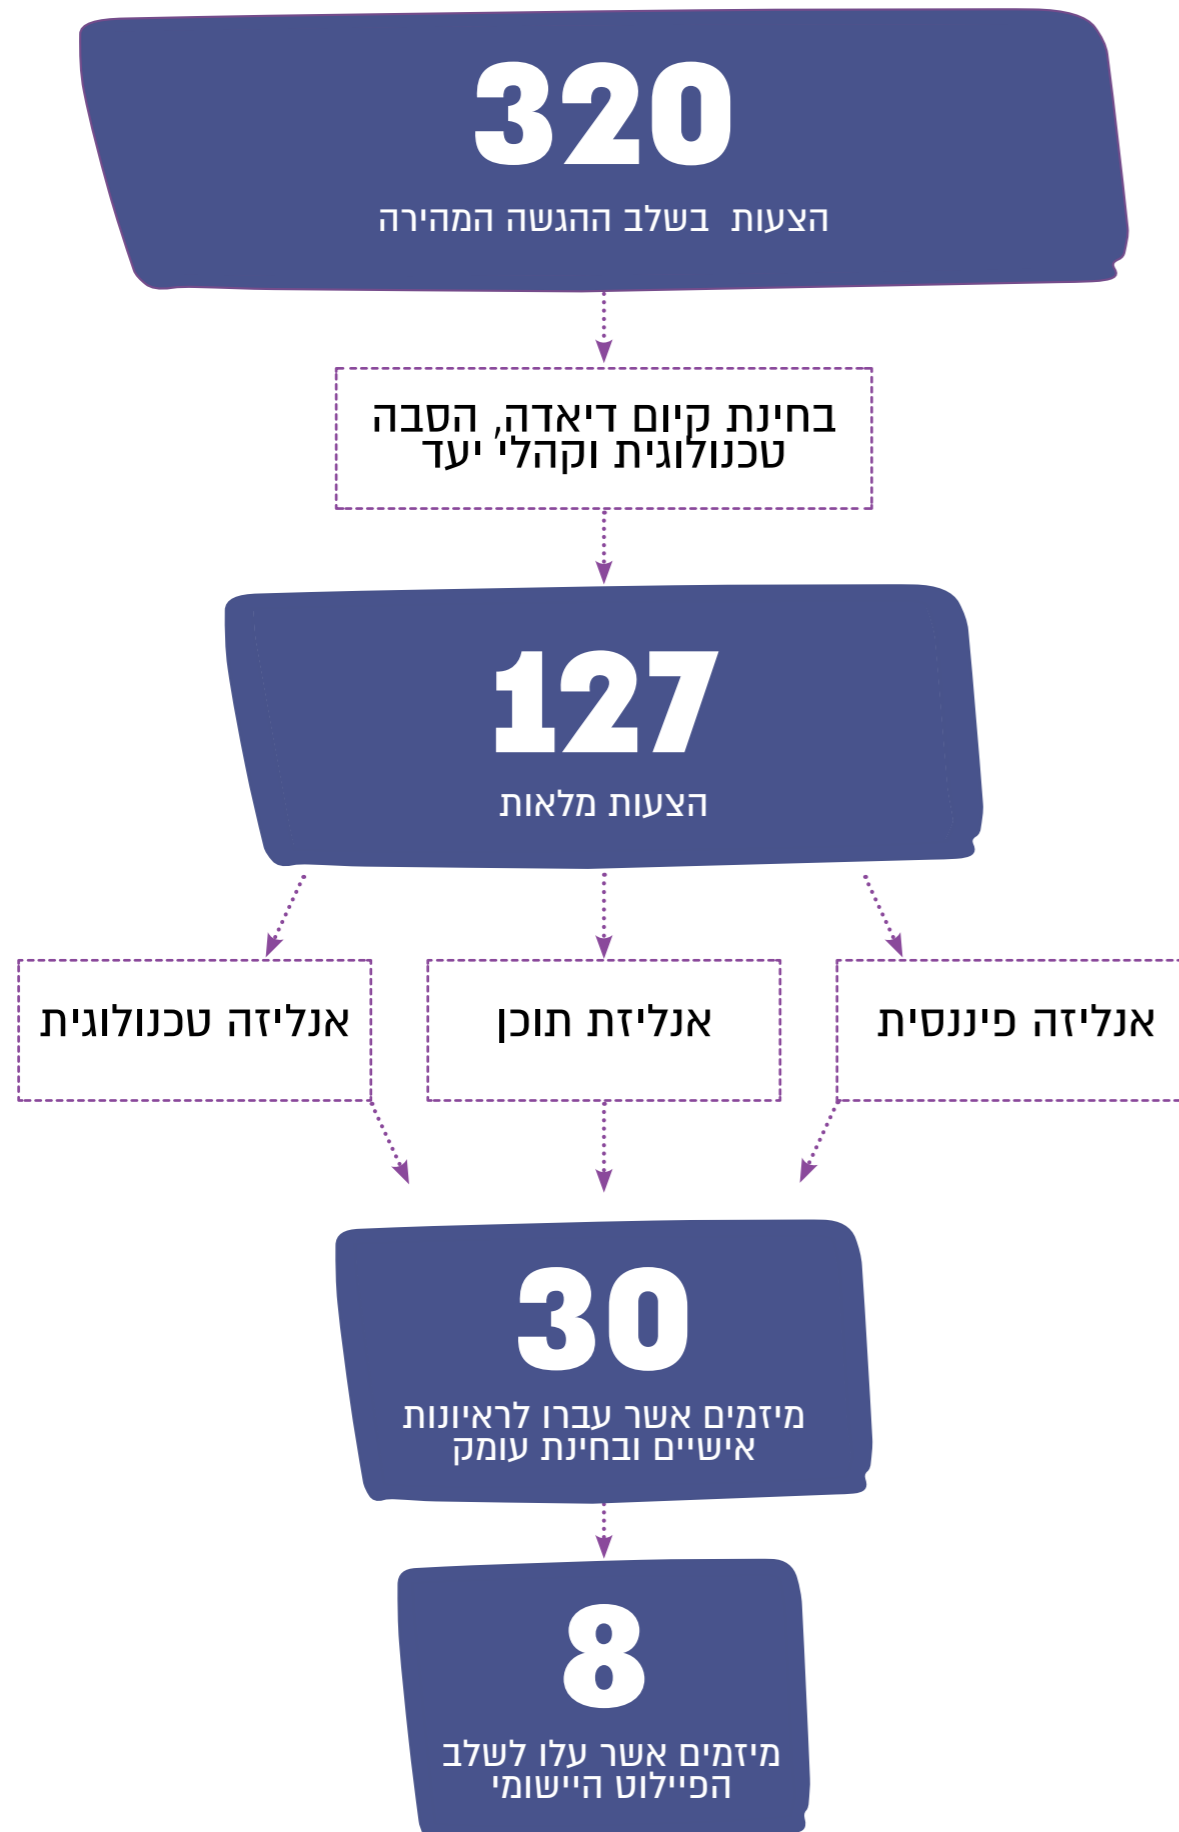 320
הצעות בשלב ההגשה המהירה
בחינת קיום דיאדה, הסבה
טכנולוגית וקהלי יעד
127
הצעות מלאות
אנליזה פיננסית
אנליזת תוכן
אנליזה טכנולוגית
30
מיזמים אשר עברו לראיונות
אישיים ובחינת עומק
8
מיזמים אשר עלו לשלב
הפיילוט היישומי